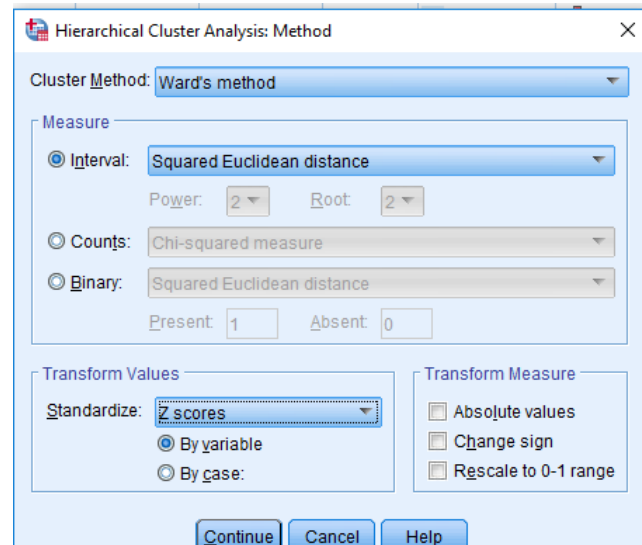 Hierarchical Cluster Analysis: Method
Cluster Method: Ward's method
Measure
Interval: Squared Euclidean distance
Power: 2 Root: 2
Counts: Chi-squared measure
Binary: Squared Euclidean distance
Present: 1 Absent: 0
Transform Values
Standardize: Z scores
By variable
By case:
Transform Measure
Absolute values
Change sign
Rescale to 0-1 range
Continue Cancel Help